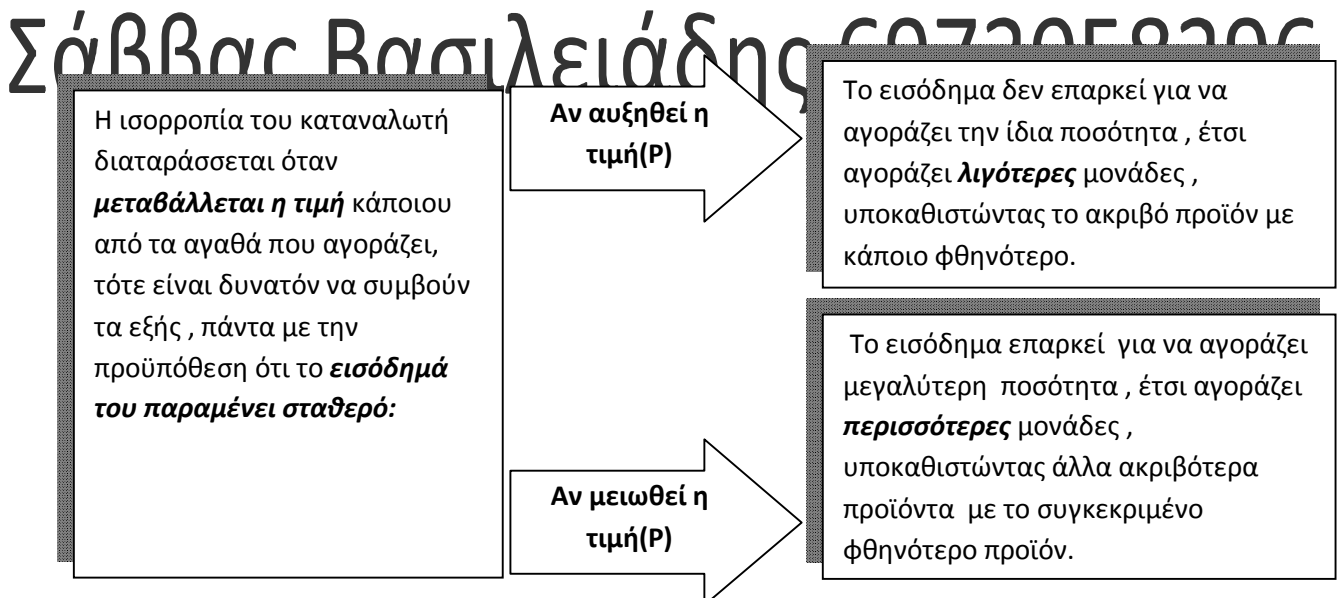 Σάββας Βασιλειάδης
Η ισορροπία του καταναλωτή
διαταράσσεται όταν
μεταβάλλεται η τιμή κάποιου
από τα αγαθά που αγοράζει,
τότε είναι δυνατόν να συμβούν
τα εξής , πάντα με την
προϋπόθεση ότι το εισόδημά
του παραμένει σταθερό:
Αν αυξηθεί η
τιμή(P)
Το εισόδημα δεν επαρκεί για να
αγοράζει την ίδια ποσότητα , έτσι
αγοράζει λιγότερες μονάδες ,
υποκαθιστώντας το ακριβό προϊόν με
κάποιο φθηνότερο.
Αν μειωθεί η
τιμή(P)
Το εισόδημα επαρκεί για να αγοράζει
μεγαλύτερη ποσότητα , έτσι αγοράζει
περισσότερες μονάδες ,
υποκαθιστώντας άλλα ακριβότερα
προϊόντα με το συγκεκριμένο
φθηνότερο προϊόν.